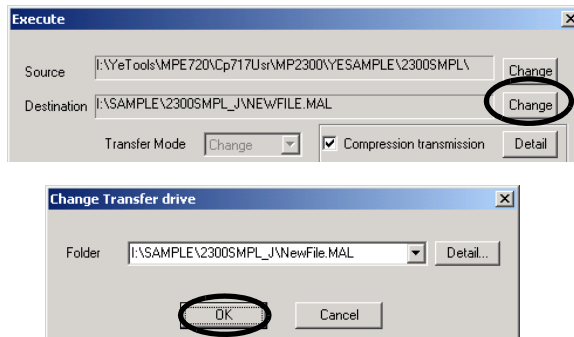 Execute
Source I:\YeTools\MPE720\Cp717Usr\MP2300\YESAMPLE\2300SMPL\ Change
Destination I:\SAMPLE\2300SMPL_J\NEWFILE.MAL Change
Transfer Mode Change Compression transmission Detail
Change Transfer drive
Folder I:\SAMPLE\2300SMPL_J\NewFile.MAL Detail...
OK Cancel